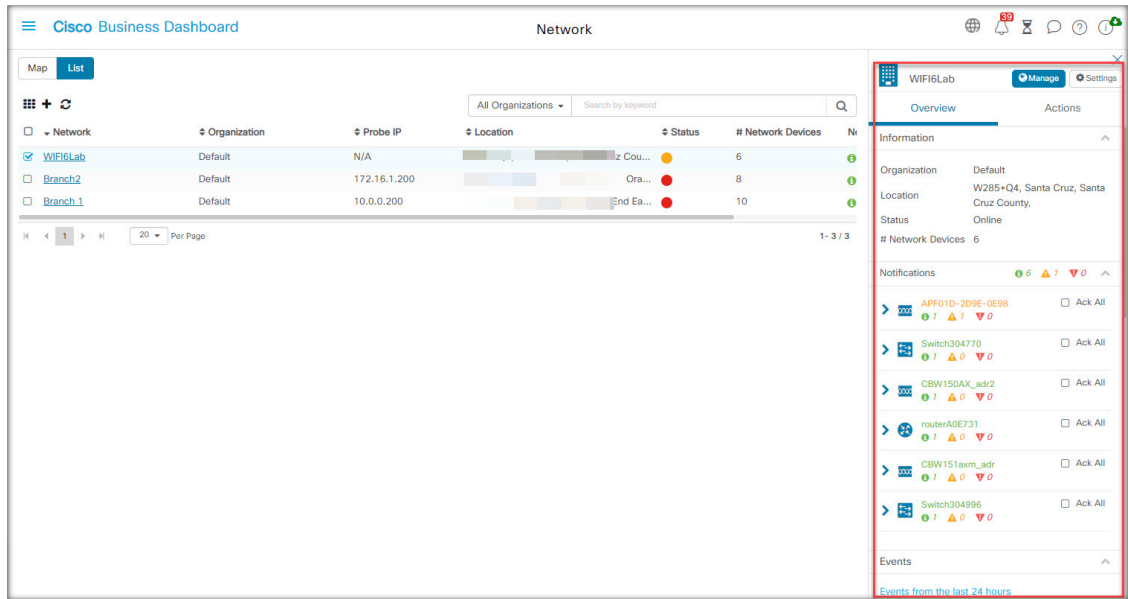 Cisco Business Dashboard
Network
39
Map List
All Organizations Search by keyword
Network Organization Probe IP Location Status # Network Devices
WIFI6Lab Default N/A z Cou... 6
Branch2 Default 172.16.1.200 Ora... 8
Branch 1 Default 10.0.0.200 End Ea... 10
1 20 Per Page 1- 3 / 3
WIFI6Lab Manage Settings
Overview Actions
Information
Organization Default
Location W285+Q4, Santa Cruz, Santa
Cruz County,
Status Online
# Network Devices 6
Notifications 6 1 0
APF01D-2D9E-0E98 Ack All
1 1 0
Switch304770 Ack All
1 0 0
CBW150AX_adr2 Ack All
1 0 0
routerA0E731 Ack All
1 0 0
CBW151axm_adr Ack All
1 0 0
Switch304996 Ack All
1 0 0
Events
Events from the last 24 hours